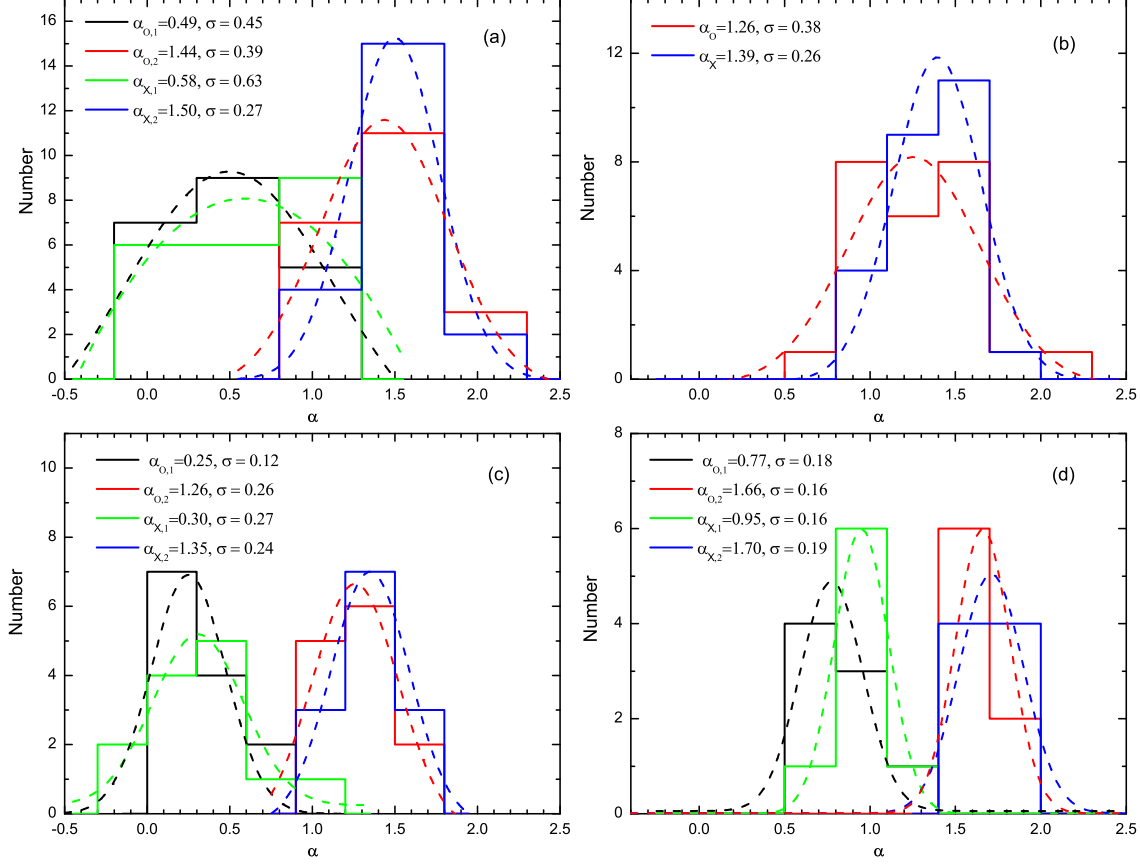 (a)
α_O,1=0.49, σ = 0.45
α_O,2=1.44, σ = 0.39
α_X,1=0.58, σ = 0.63
α_X,2=1.50, σ = 0.27
16
14
12
10
8
6
4
2
0
Number
-0.5 0.0 0.5 1.0 1.5 2.0 2.5
α
(b)
α_O=1.26, σ = 0.38
α_X=1.39, σ = 0.26
12
8
4
0
Number
0.0 0.5 1.0 1.5 2.0 2.5
α
(c)
α_O,1=0.25, σ = 0.12
α_O,2=1.26, σ = 0.26
α_X,1=0.30, σ = 0.27
α_X,2=1.35, σ = 0.24
10
8
6
4
2
0
Number
-0.5 0.0 0.5 1.0 1.5 2.0 2.5
α
(d)
α_O,1=0.77, σ = 0.18
α_O,2=1.66, σ = 0.16
α_X,1=0.95, σ = 0.16
α_X,2=1.70, σ = 0.19
8
6
4
2
0
Number
0.0 0.5 1.0 1.5 2.0 2.5
α